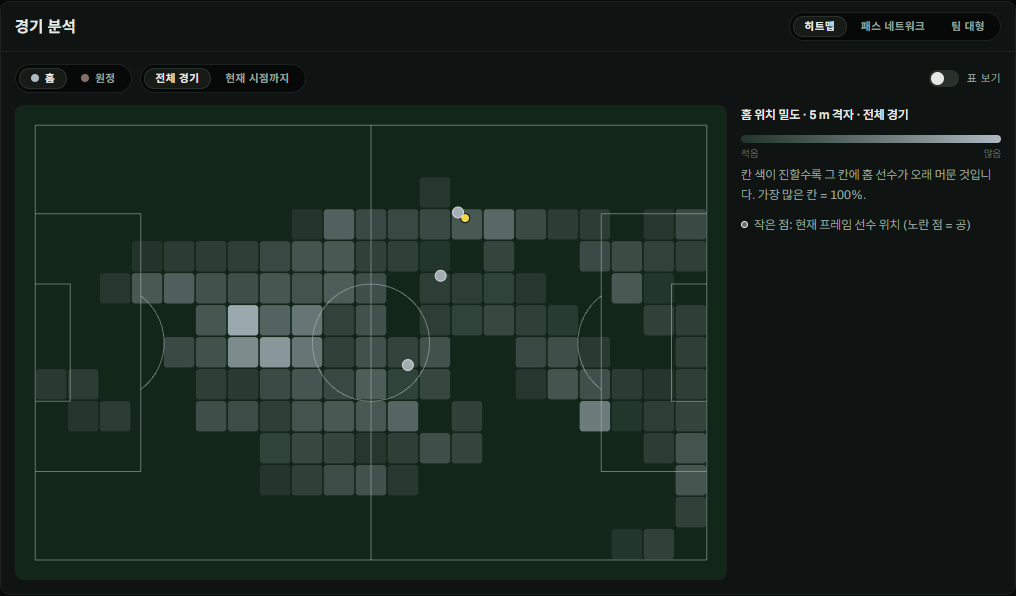 경기 분석
히트맵 패스 네트워크 팀 대형
홈 원정 전체 경기 현재 시점까지
표 보기
홈 위치 밀도 · 5 m 격자 · 전체 경기
적음 많음
칸 색이 진할수록 그 칸에 홈 선수가 오래 머문 것입니
다. 가장 많은 칸 = 100%.
작은 점: 현재 프레임 선수 위치 (노란 점 = 공)